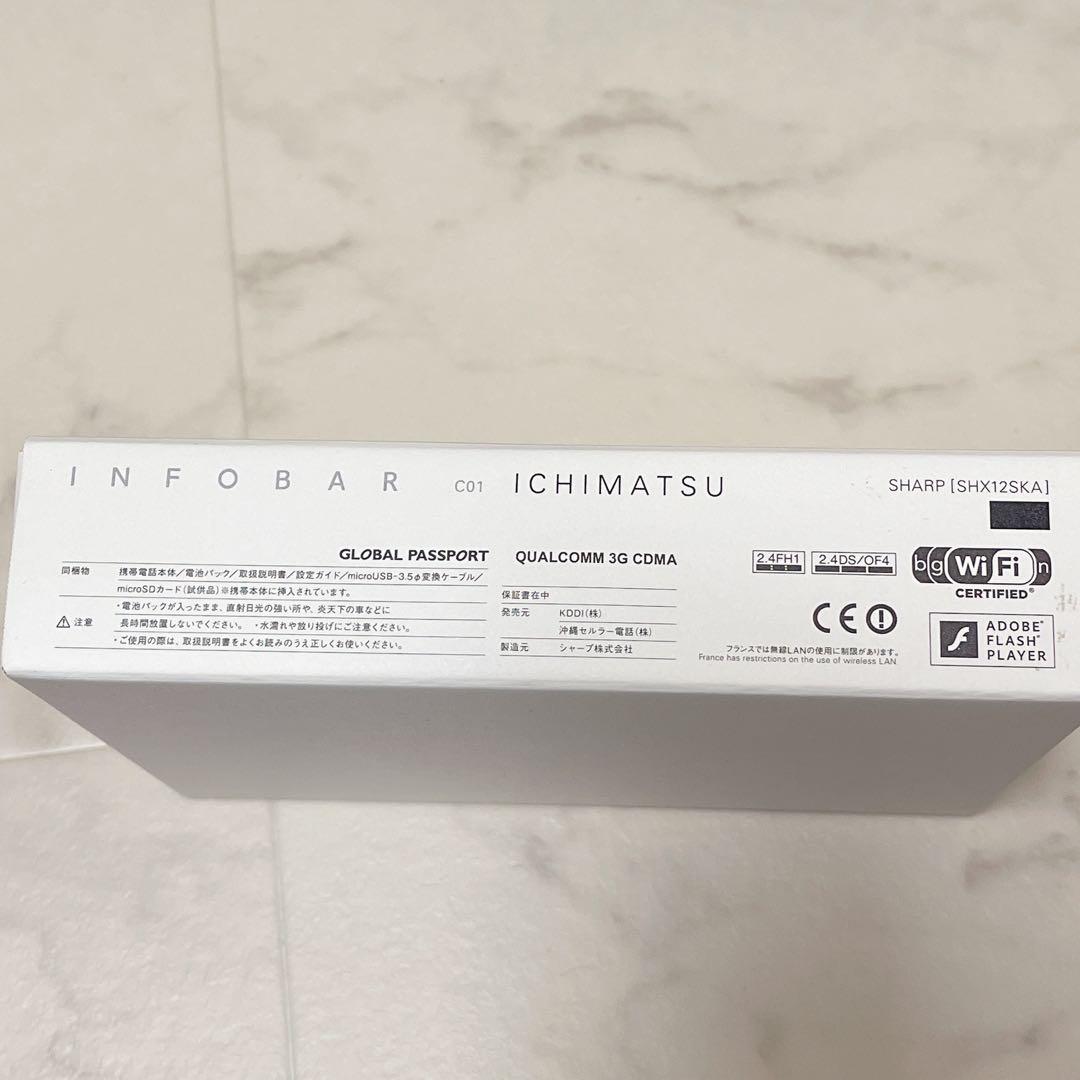 INFOBAR C01 ICHIMATSU
SHARP [SHX12SKA]
GLOBAL PASSPORT
同梱物
携帯電話本体／電池パック／取扱説明書／設定ガイド／microUSB-3.5φ変換ケーブル／
microSDカード（試供品）※携帯本体に挿入されています。
注意
・電池パックが入ったまま、直射日光の強い所や、炎天下の車などに
長時間放置しないでください。 ・水濡れや放り投げにご注意ください。
・ご使用の際は、取扱説明書をよくお読みのうえ正しくお使いください。
QUALCOMM 3G CDMA
保証書在中
発売元 KDDI（株）
沖縄セルラー電話（株）
製造元 シャープ株式会社
2.4FH1 2.4DS/OF4
CE
フランスでは無線LANの使用に制限があります。
France has restrictions on the use of wireless LAN.
b g Wi Fi n
CERTIFIED®
ADOBE®
FLASH®
PLAYER